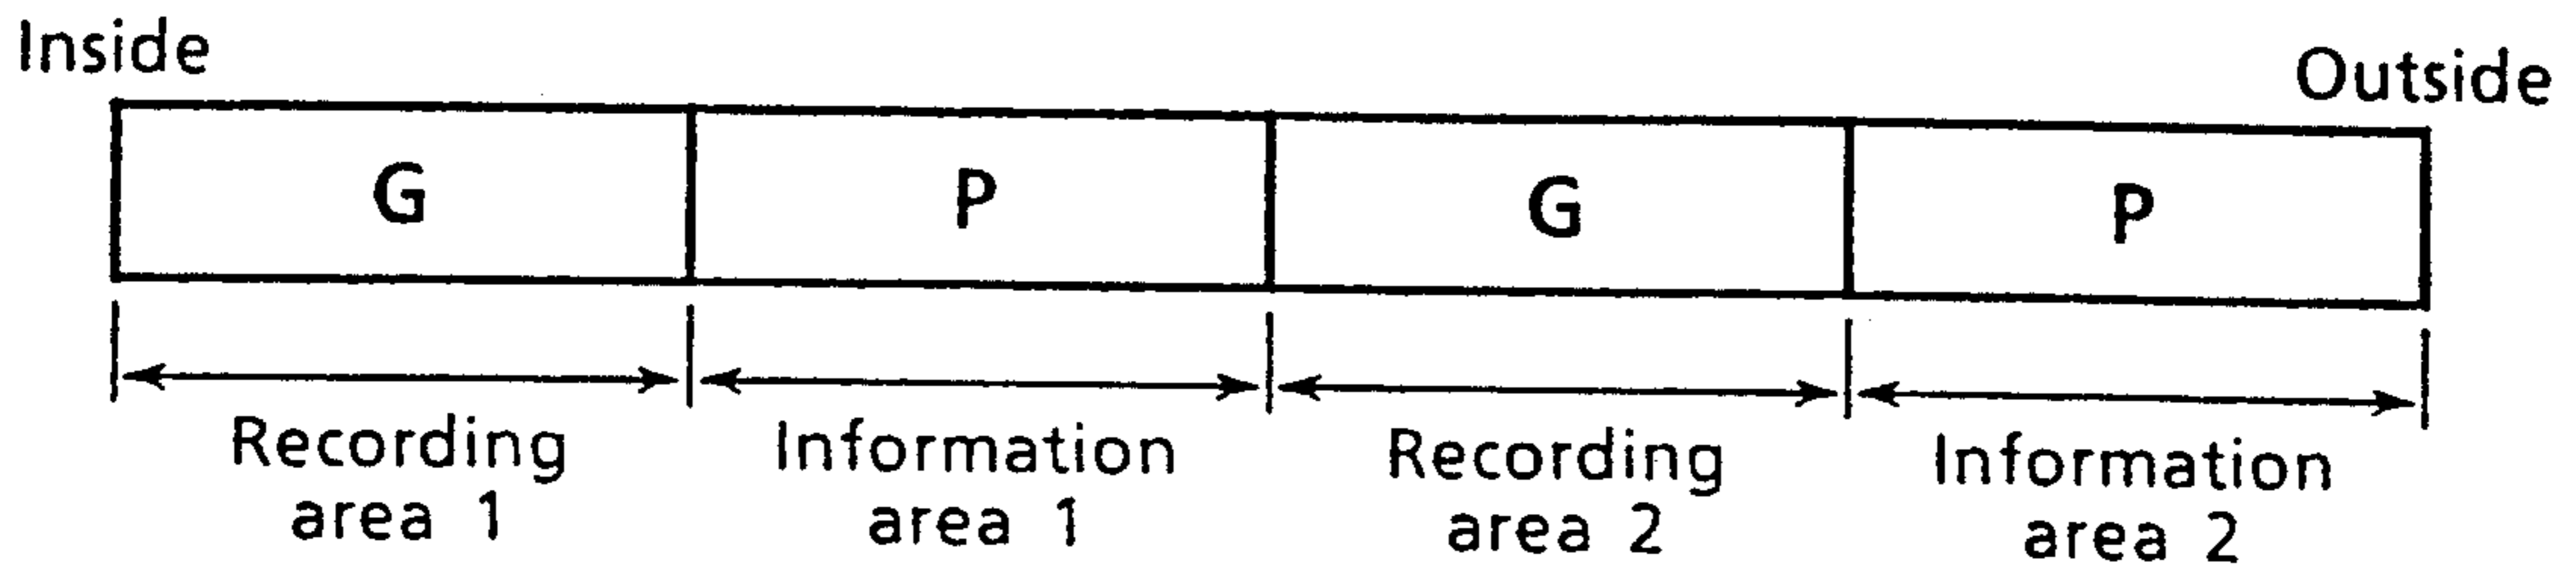 Inside
Outside
G P G P
Recording area 1
Information area 1
Recording area 2
Information area 2